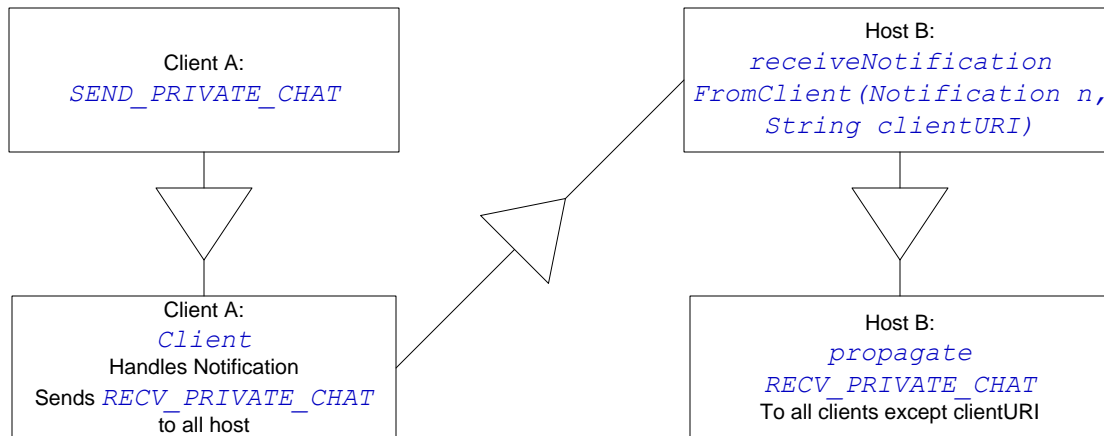 Client A:
SEND_PRIVATE_CHAT
Client A:
Client
Handles Notification
Sends RECV_PRIVATE_CHAT
to all host
Host B:
receiveNotification
FromClient(Notification n,
String clientURI)
Host B:
propagate
RECV_PRIVATE_CHAT
To all clients except clientURI